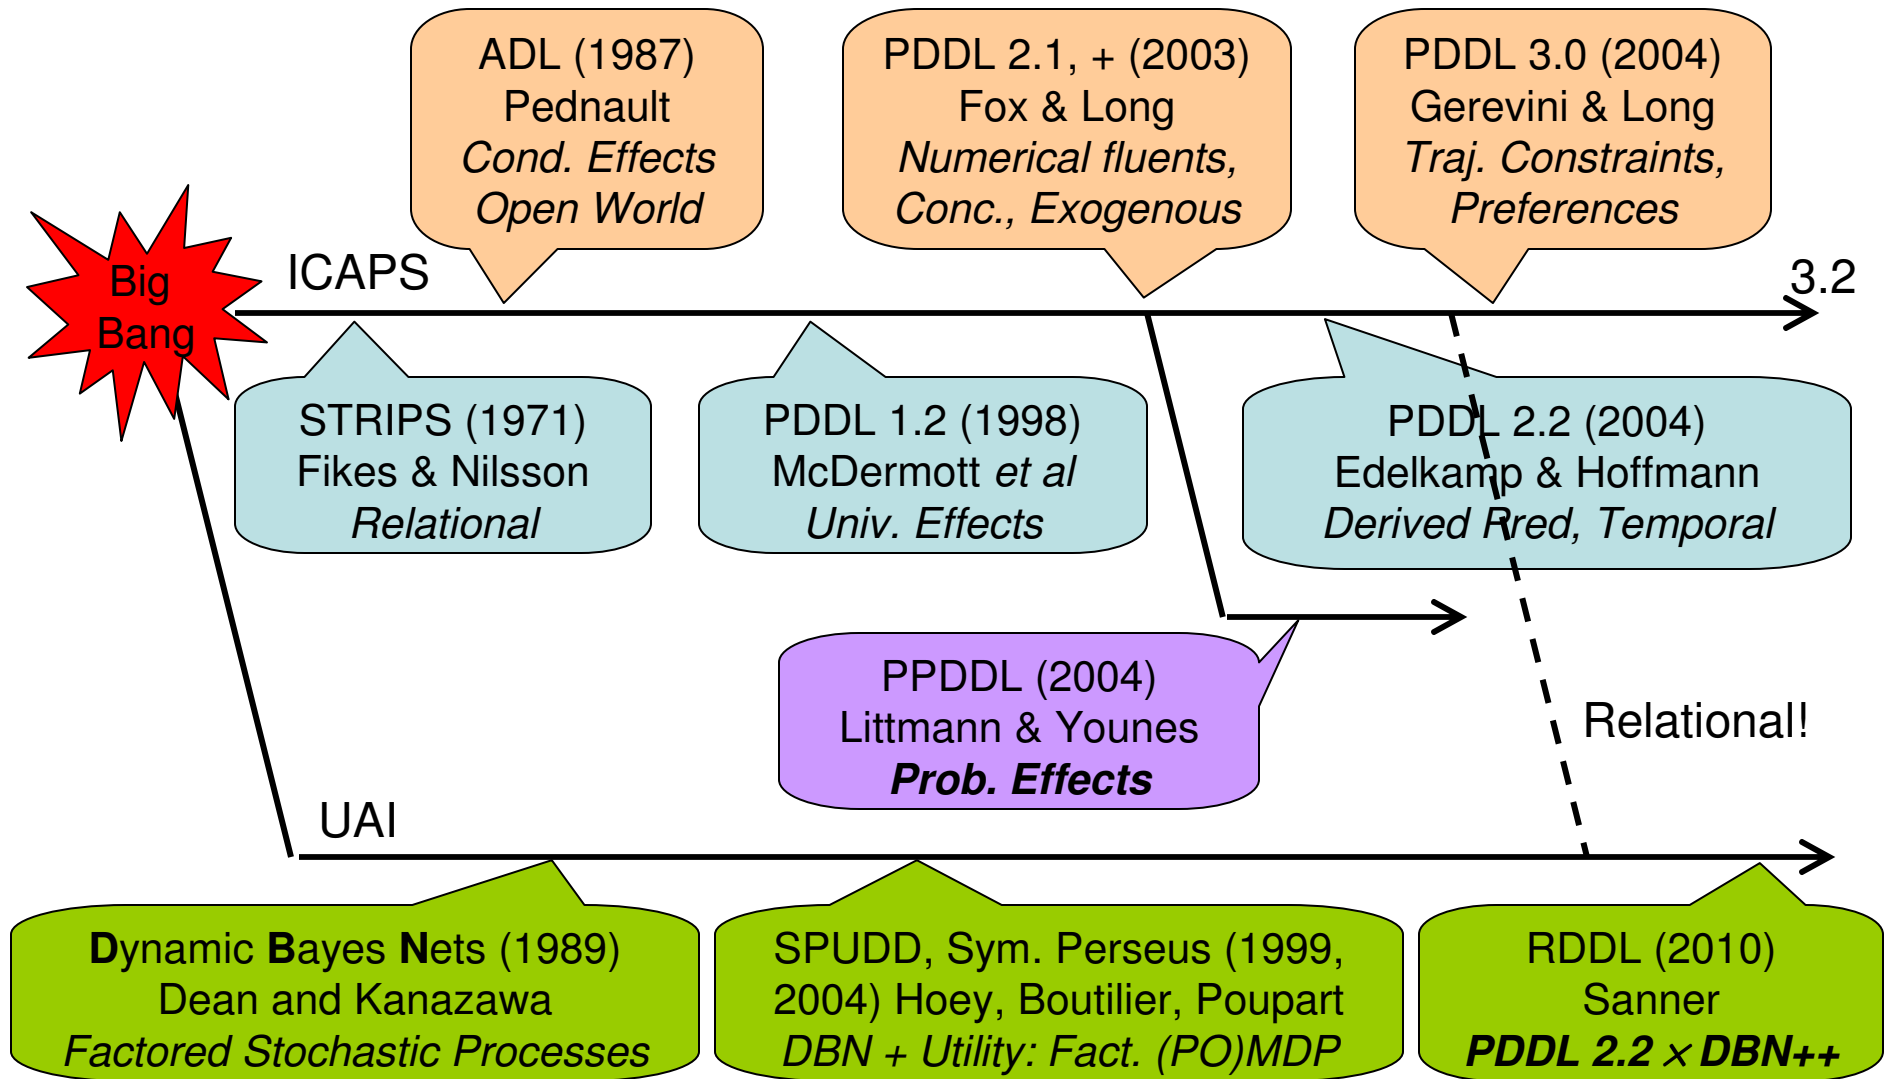 ADL (1987)
Pednault
Cond. Effects
Open World
PDDL 2.1, + (2003)
Fox & Long
Numerical fluents,
Conc., Exogenous
PDDL 3.0 (2004)
Gerevini & Long
Traj. Constraints,
Preferences
Big
Bang
ICAPS
3.2
STRIPS (1971)
Fikes & Nilsson
Relational
PDDL 1.2 (1998)
McDermott et al
Univ. Effects
PDDL 2.2 (2004)
Edelkamp & Hoffmann
Derived Pred, Temporal
PPDDL (2004)
Littmann & Younes
Prob. Effects
Relational!
UAI
Dynamic Bayes Nets (1989)
Dean and Kanazawa
Factored Stochastic Processes
SPUDD, Sym. Perseus (1999,
2004) Hoey, Boutilier, Poupart
DBN + Utility: Fact. (PO)MDP
RDDL (2010)
Sanner
PDDL 2.2 × DBN++